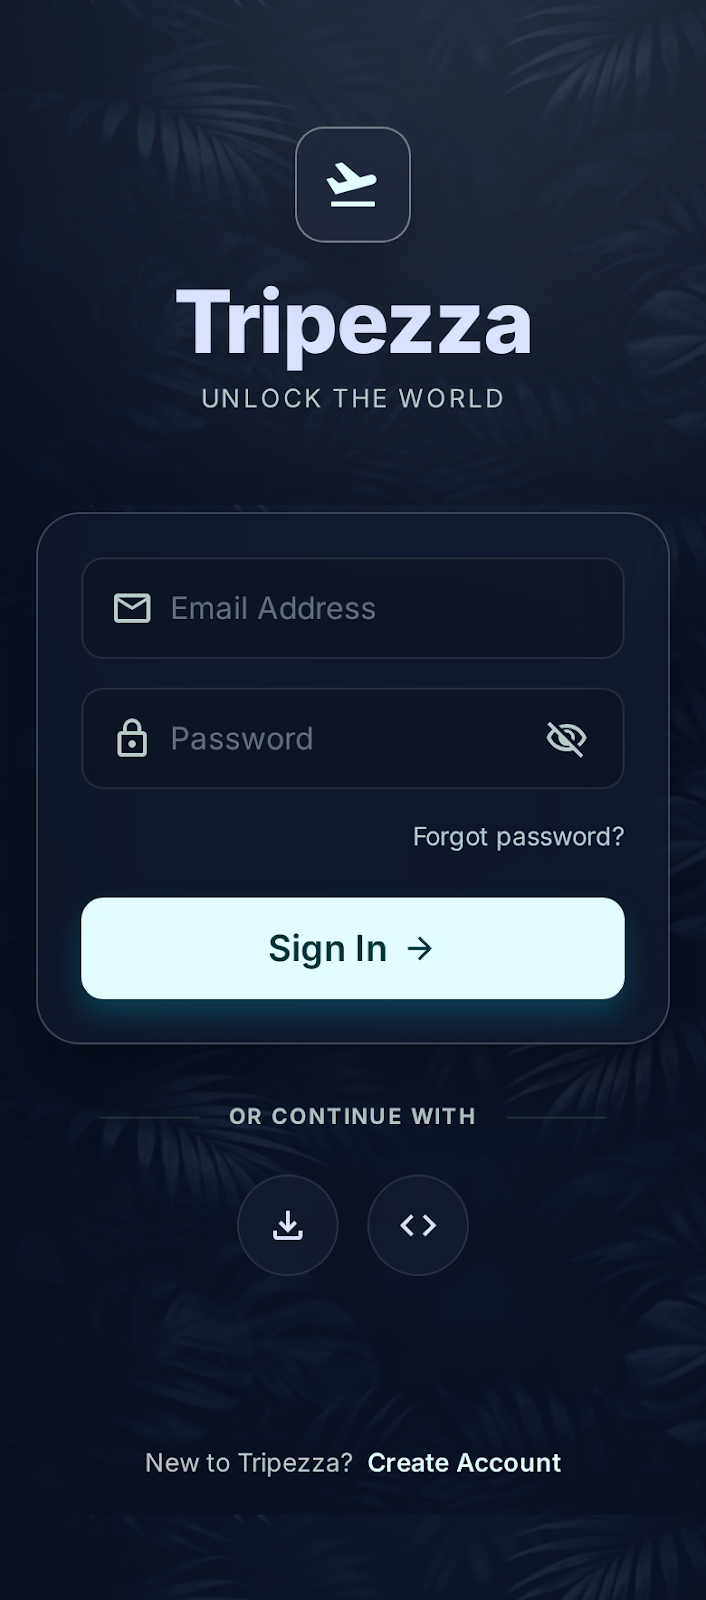 Tripezza
UNLOCK THE WORLD
Email Address
Password
Forgot password?
Sign In →
OR CONTINUE WITH
New to Tripezza? Create Account